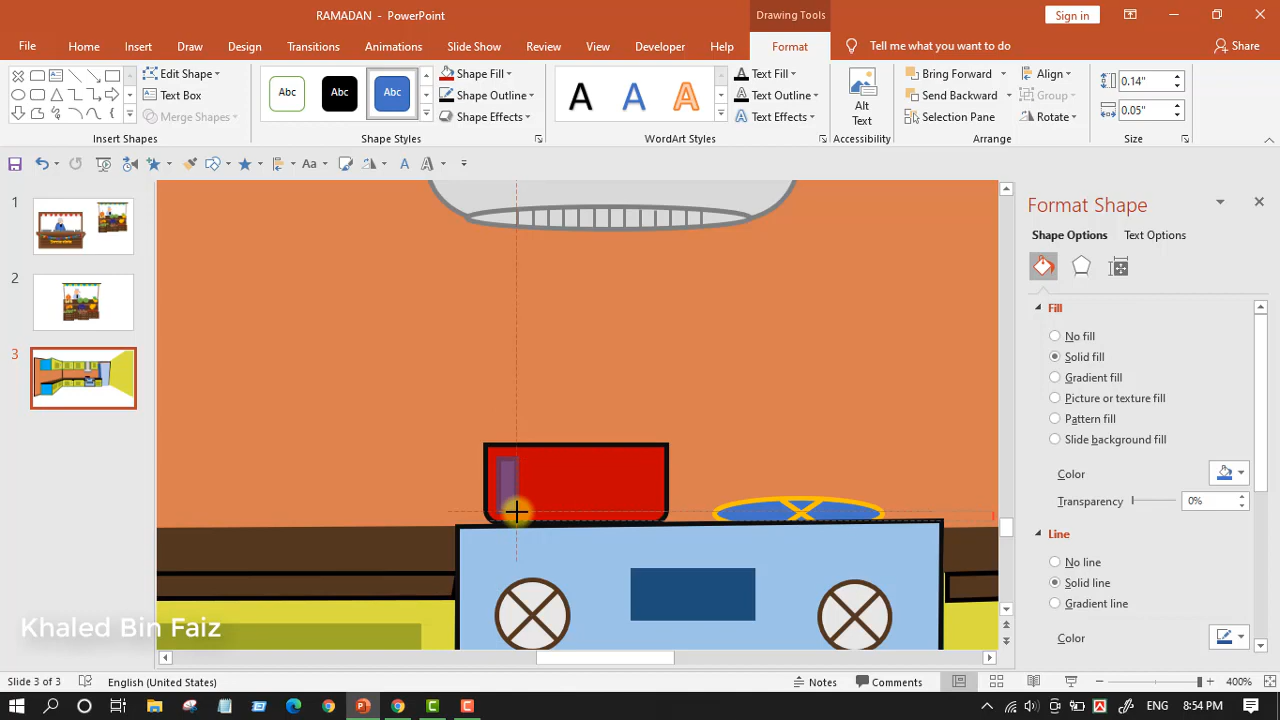 RAMADAN - PowerPoint
Drawing Tools
Sign in
File
Home
Insert
Draw
Design
Transitions
Animations
Slide Show
Review
View
Developer
Help
Format
Tell me what you want to do
Share
Edit Shape
Text Box
Merge Shapes
Insert Shapes
Abc
Abc
Abc
Shape Fill
Shape Outline
Shape Effects
Shape Styles
A A A
Text Fill
Text Outline
Text Effects
WordArt Styles
Alt
Text
Accessibility
Bring Forward
Send Backward
Selection Pane
Align
Group
Rotate
Arrange
0.14"
0.05"
Size
1
2
3
Khaled Bin Faiz
Format Shape
Shape Options
Text Options
Fill
No fill
Solid fill
Gradient fill
Picture or texture fill
Pattern fill
Slide background fill
Color
Transparency
0%
Line
No line
Solid line
Gradient line
Color
Slide 3 of 3
English (United States)
Notes
Comments
400%
ENG
8:54 PM